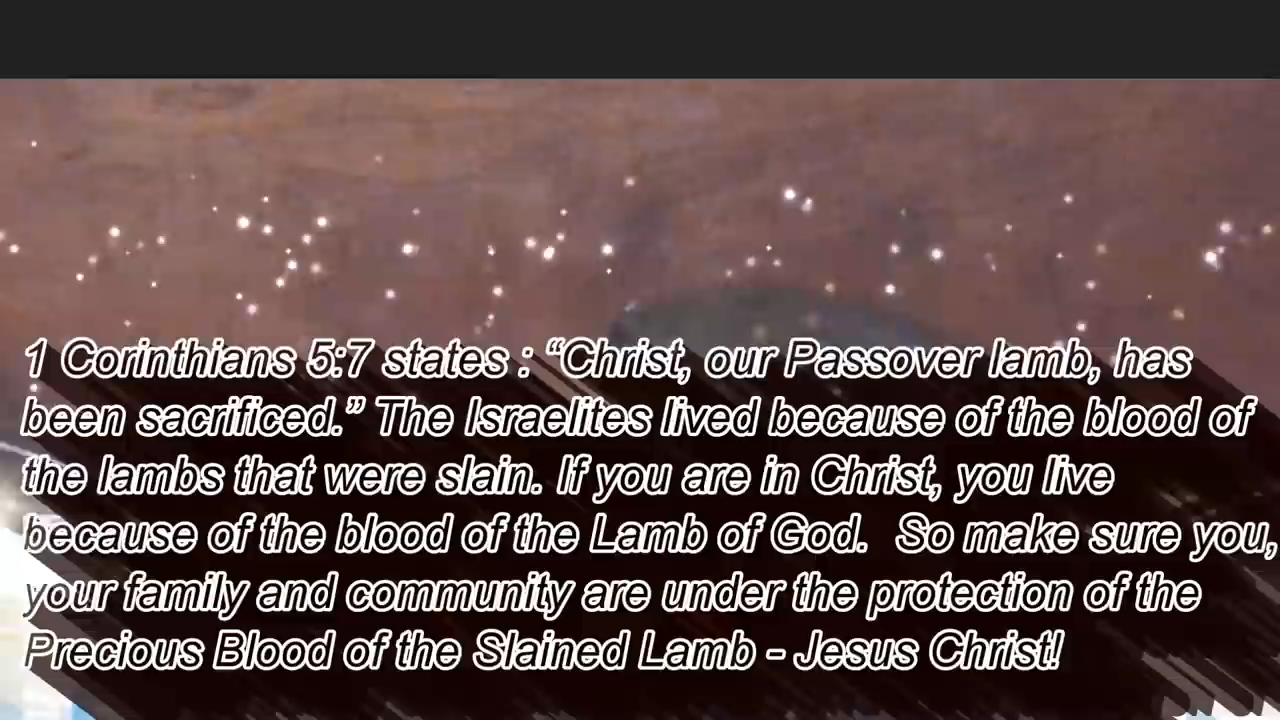 1 Corinthians 5:7 states : “Christ, our Passover lamb, has
been sacrificed.” The Israelites lived because of the blood of
the lambs that were slain. If you are in Christ, you live
because of the blood of the Lamb of God.  So make sure you,
your family and community are under the protection of the
Precious Blood of the Slained Lamb - Jesus Christ!